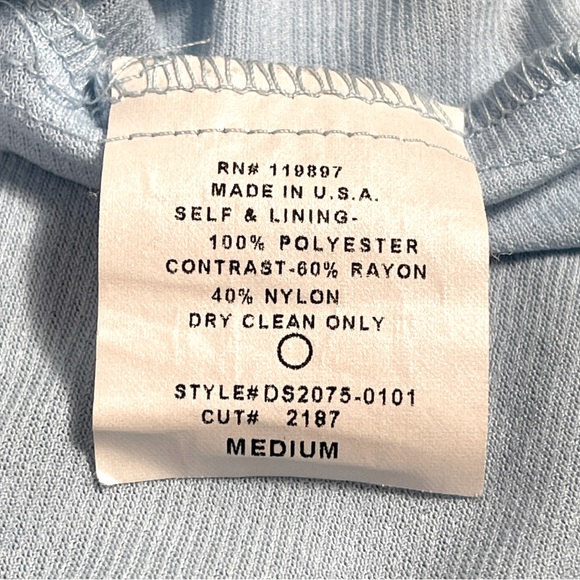 RN# 119897
MADE IN U.S.A.
SELF & LINING-
100% POLYESTER
CONTRAST-60% RAYON
40% NYLON
DRY CLEAN ONLY
STYLE#DS2075-0101
CUT# 2187
MEDIUM